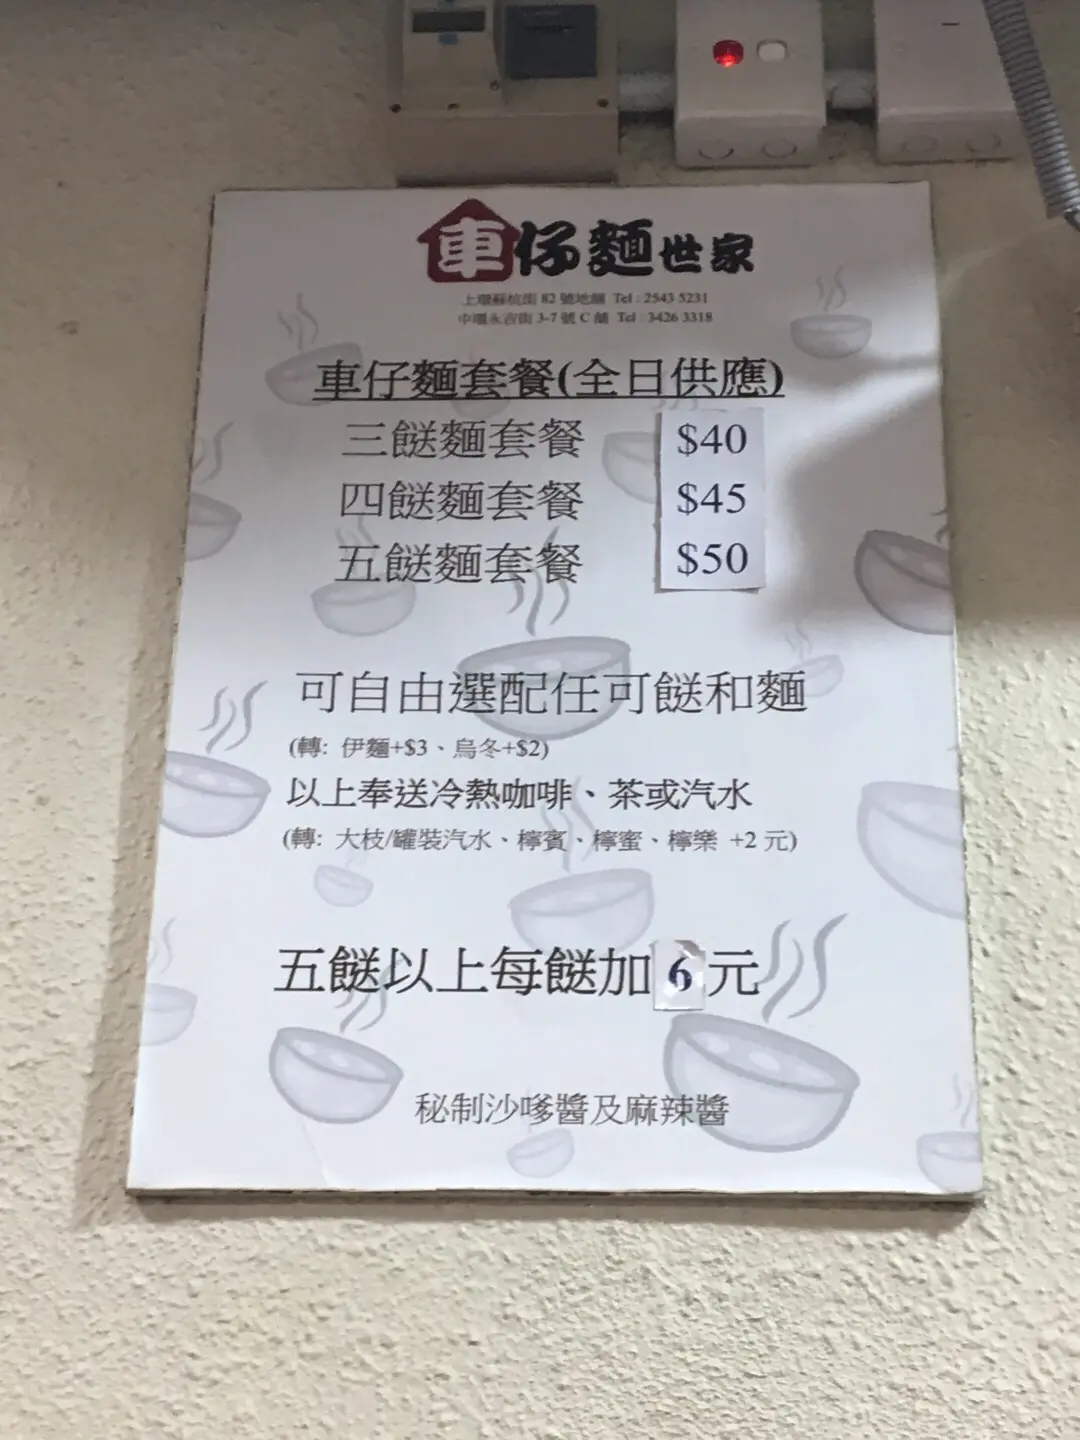 車仔麵世家
上環蘇杭街 82 號地舖 Tel : 2543 5231
中環永吉街 3-7 號 C 舖 Tel : 3426 3318
車仔麵套餐(全日供應)
三餸麵套餐 $40
四餸麵套餐 $45
五餸麵套餐 $50
可自由選配任可餸和麵
(轉: 伊麵+$3、烏冬+$2)
以上奉送冷熱咖啡、茶或汽水
(轉: 大枝/罐裝汽水、檸賓、檸蜜、檸樂 +2 元)
五餸以上每餸加 6 元
秘制沙嗲醬及麻辣醬